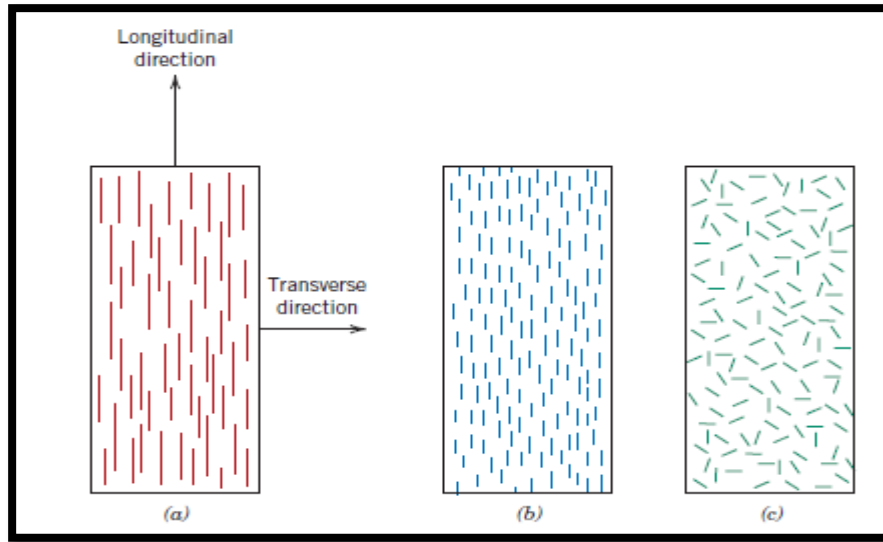 Longitudinal
direction
Transverse
direction
(a)
(b)
(c)